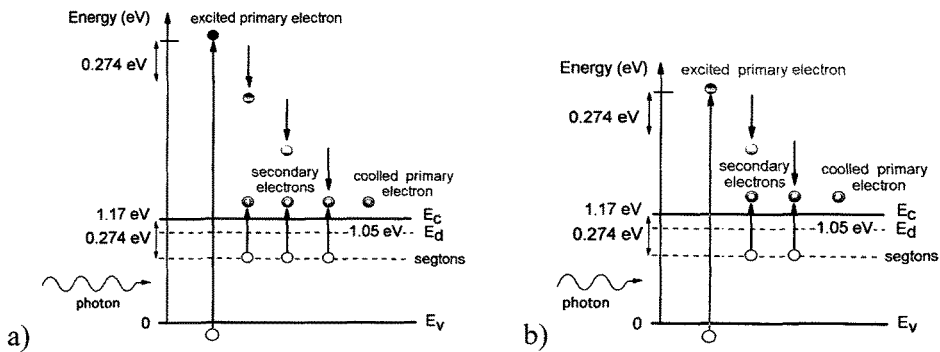 Energy (eV)
excited primary electron
0.274 eV
secondary
electrons
coolled primary
electron
1.17 eV
E_c
0.274 eV
1.05 eV
E_d
segtons
photon
0
E_v
a)
Energy (eV)
excited primary electron
0.274 eV
secondary
electrons
coolled primary
electron
1.17 eV
E_c
0.274 eV
1.05 eV
E_d
segtons
photon
0
E_v
b)